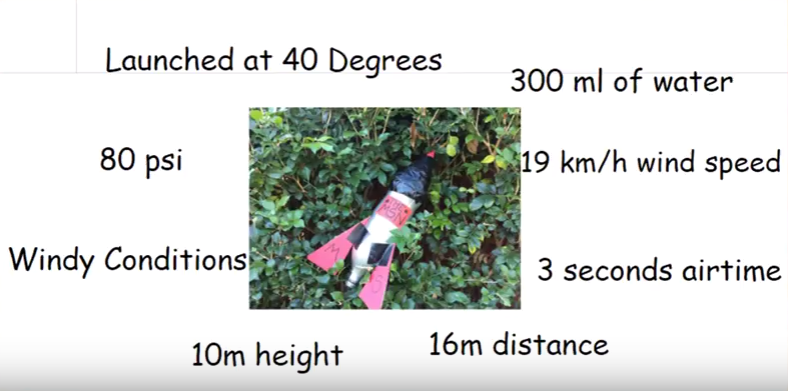 Launched at 40 Degrees
300 ml of water
80 psi
19 km/h wind speed
Windy Conditions
3 seconds airtime
10m height
16m distance
THE
M
S